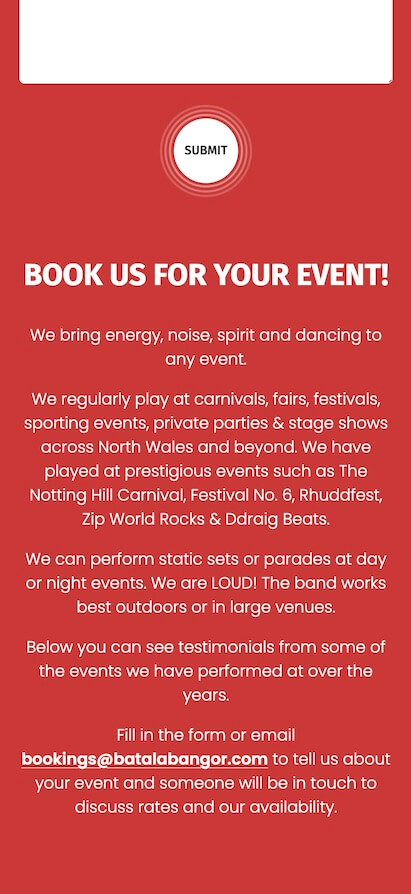 SUBMIT
BOOK US FOR YOUR EVENT!
We bring energy, noise, spirit and dancing to
any event.
We regularly play at carnivals, fairs, festivals,
sporting events, private parties & stage shows
across North Wales and beyond. We have
played at prestigious events such as The
Notting Hill Carnival, Festival No. 6, Rhuddfest,
Zip World Rocks & Ddraig Beats.
We can perform static sets or parades at day
or night events. We are LOUD! The band works
best outdoors or in large venues.
Below you can see testimonials from some of
the events we have performed at over the
years.
Fill in the form or email
bookings@batalabangor.com to tell us about
your event and someone will be in touch to
discuss rates and our availability.